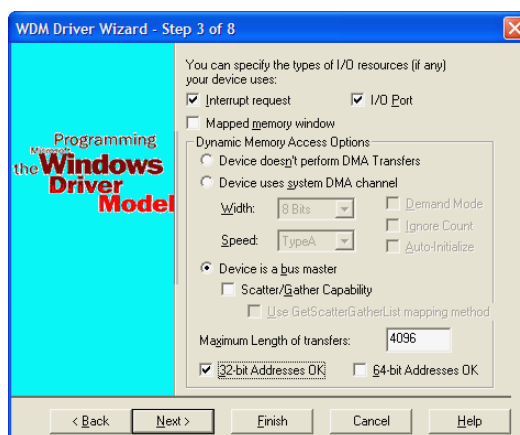 WDM Driver Wizard - Step 3 of 8
You can specify the types of I/O resources (if any)
your device uses:
Interrupt request
I/O Port
Mapped memory window
Dynamic Memory Access Options
Device doesn't perform DMA Transfers
Device uses system DMA channel
Width: 8 Bits
Demand Mode
Ignore Count
Speed: TypeA
Auto-Initialize
Device is a bus master
Scatter/Gather Capability
Use GetScatterGatherList mapping method
Maximum Length of transfers: 4096
32-bit Addresses OK
64-bit Addresses OK
Programming
Microsoft
the Windows
Driver
Model
< Back
Next >
Finish
Cancel
Help